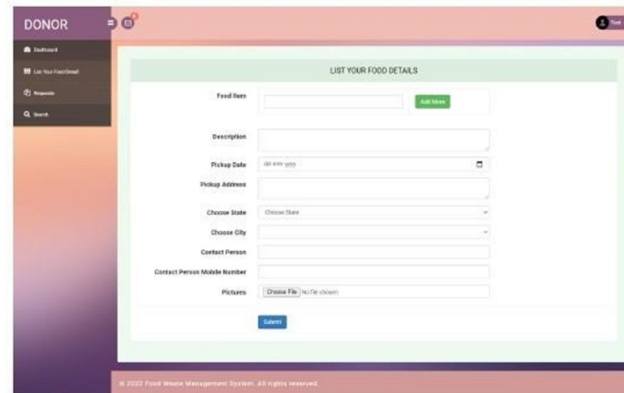 DONOR
Test
Dashboard
List Your Food Detail
Requests
Search
LIST YOUR FOOD DETAILS
Food Item
Add More
Description
Pickup Date
dd-mm-yyyy
Pickup Address
Choose State
Choose State
Choose City
Contact Person
Contact Person Mobile Number
Pictures
Choose File No file chosen
Submit
© 2022 Food Waste Management System. All rights reserved.